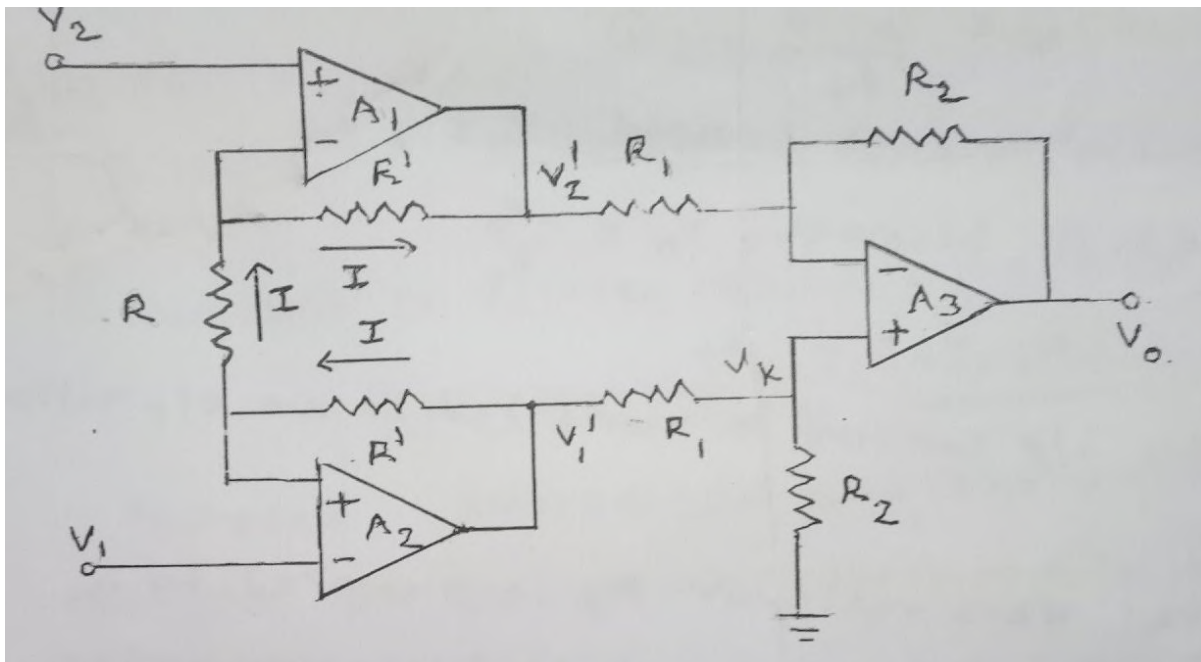 V2
+
A1
-
R'
V2'
R1
R2
I
R
I
I
-
A3
+
Vo.
VK
R'
V1'
R1
+
A2
-
V1
R2